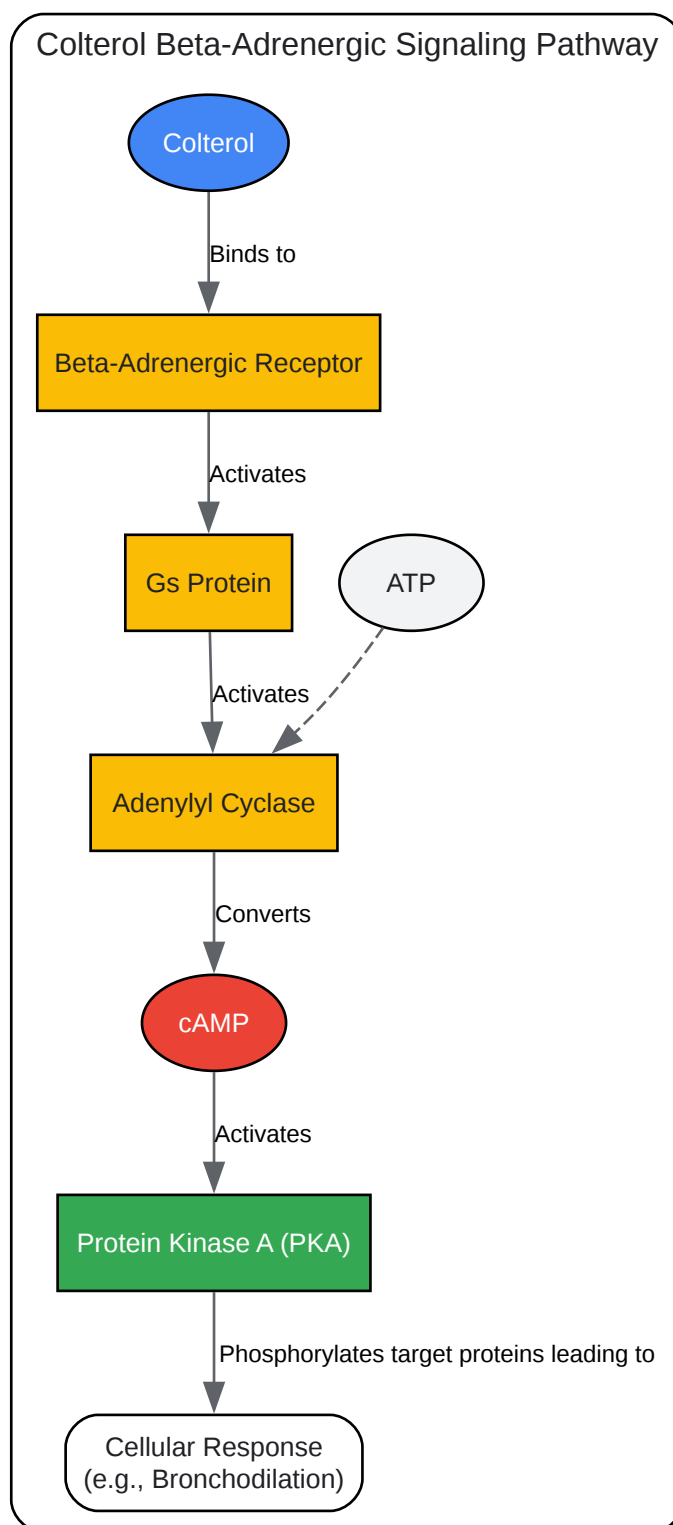 Colterol Beta-Adrenergic Signaling Pathway
Colterol
Binds to
Beta-Adrenergic Receptor
Activates
Gs Protein
ATP
Activates
Adenylyl Cyclase
Converts
cAMP
Activates
Protein Kinase A (PKA)
Phosphorylates target proteins leading to
Cellular Response
(e.g., Bronchodilation)